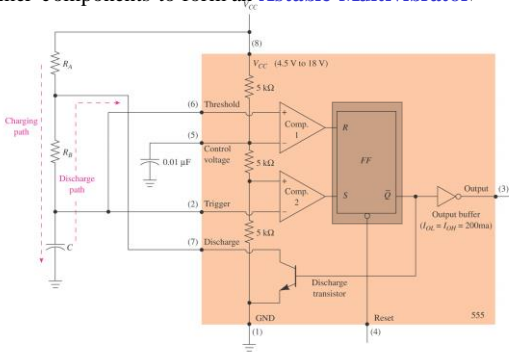 components to form an Astable Multivibrator
V_CC
(8)
V_CC (4.5 V to 18 V)
R_A
5 kΩ
(6) Threshold
+
Comp.
1
−
R
Charging
path
(5)
Control
voltage
R_B
0.01 μF
5 kΩ
FF
Discharge
path
+
Comp.
2
−
S
Q̄
Output
(3)
(2) Trigger
Output buffer
(I_OL = I_OH = 200ma)
5 kΩ
C
(7) Discharge
Discharge
transistor
GND
Reset
555
(1)
(4)